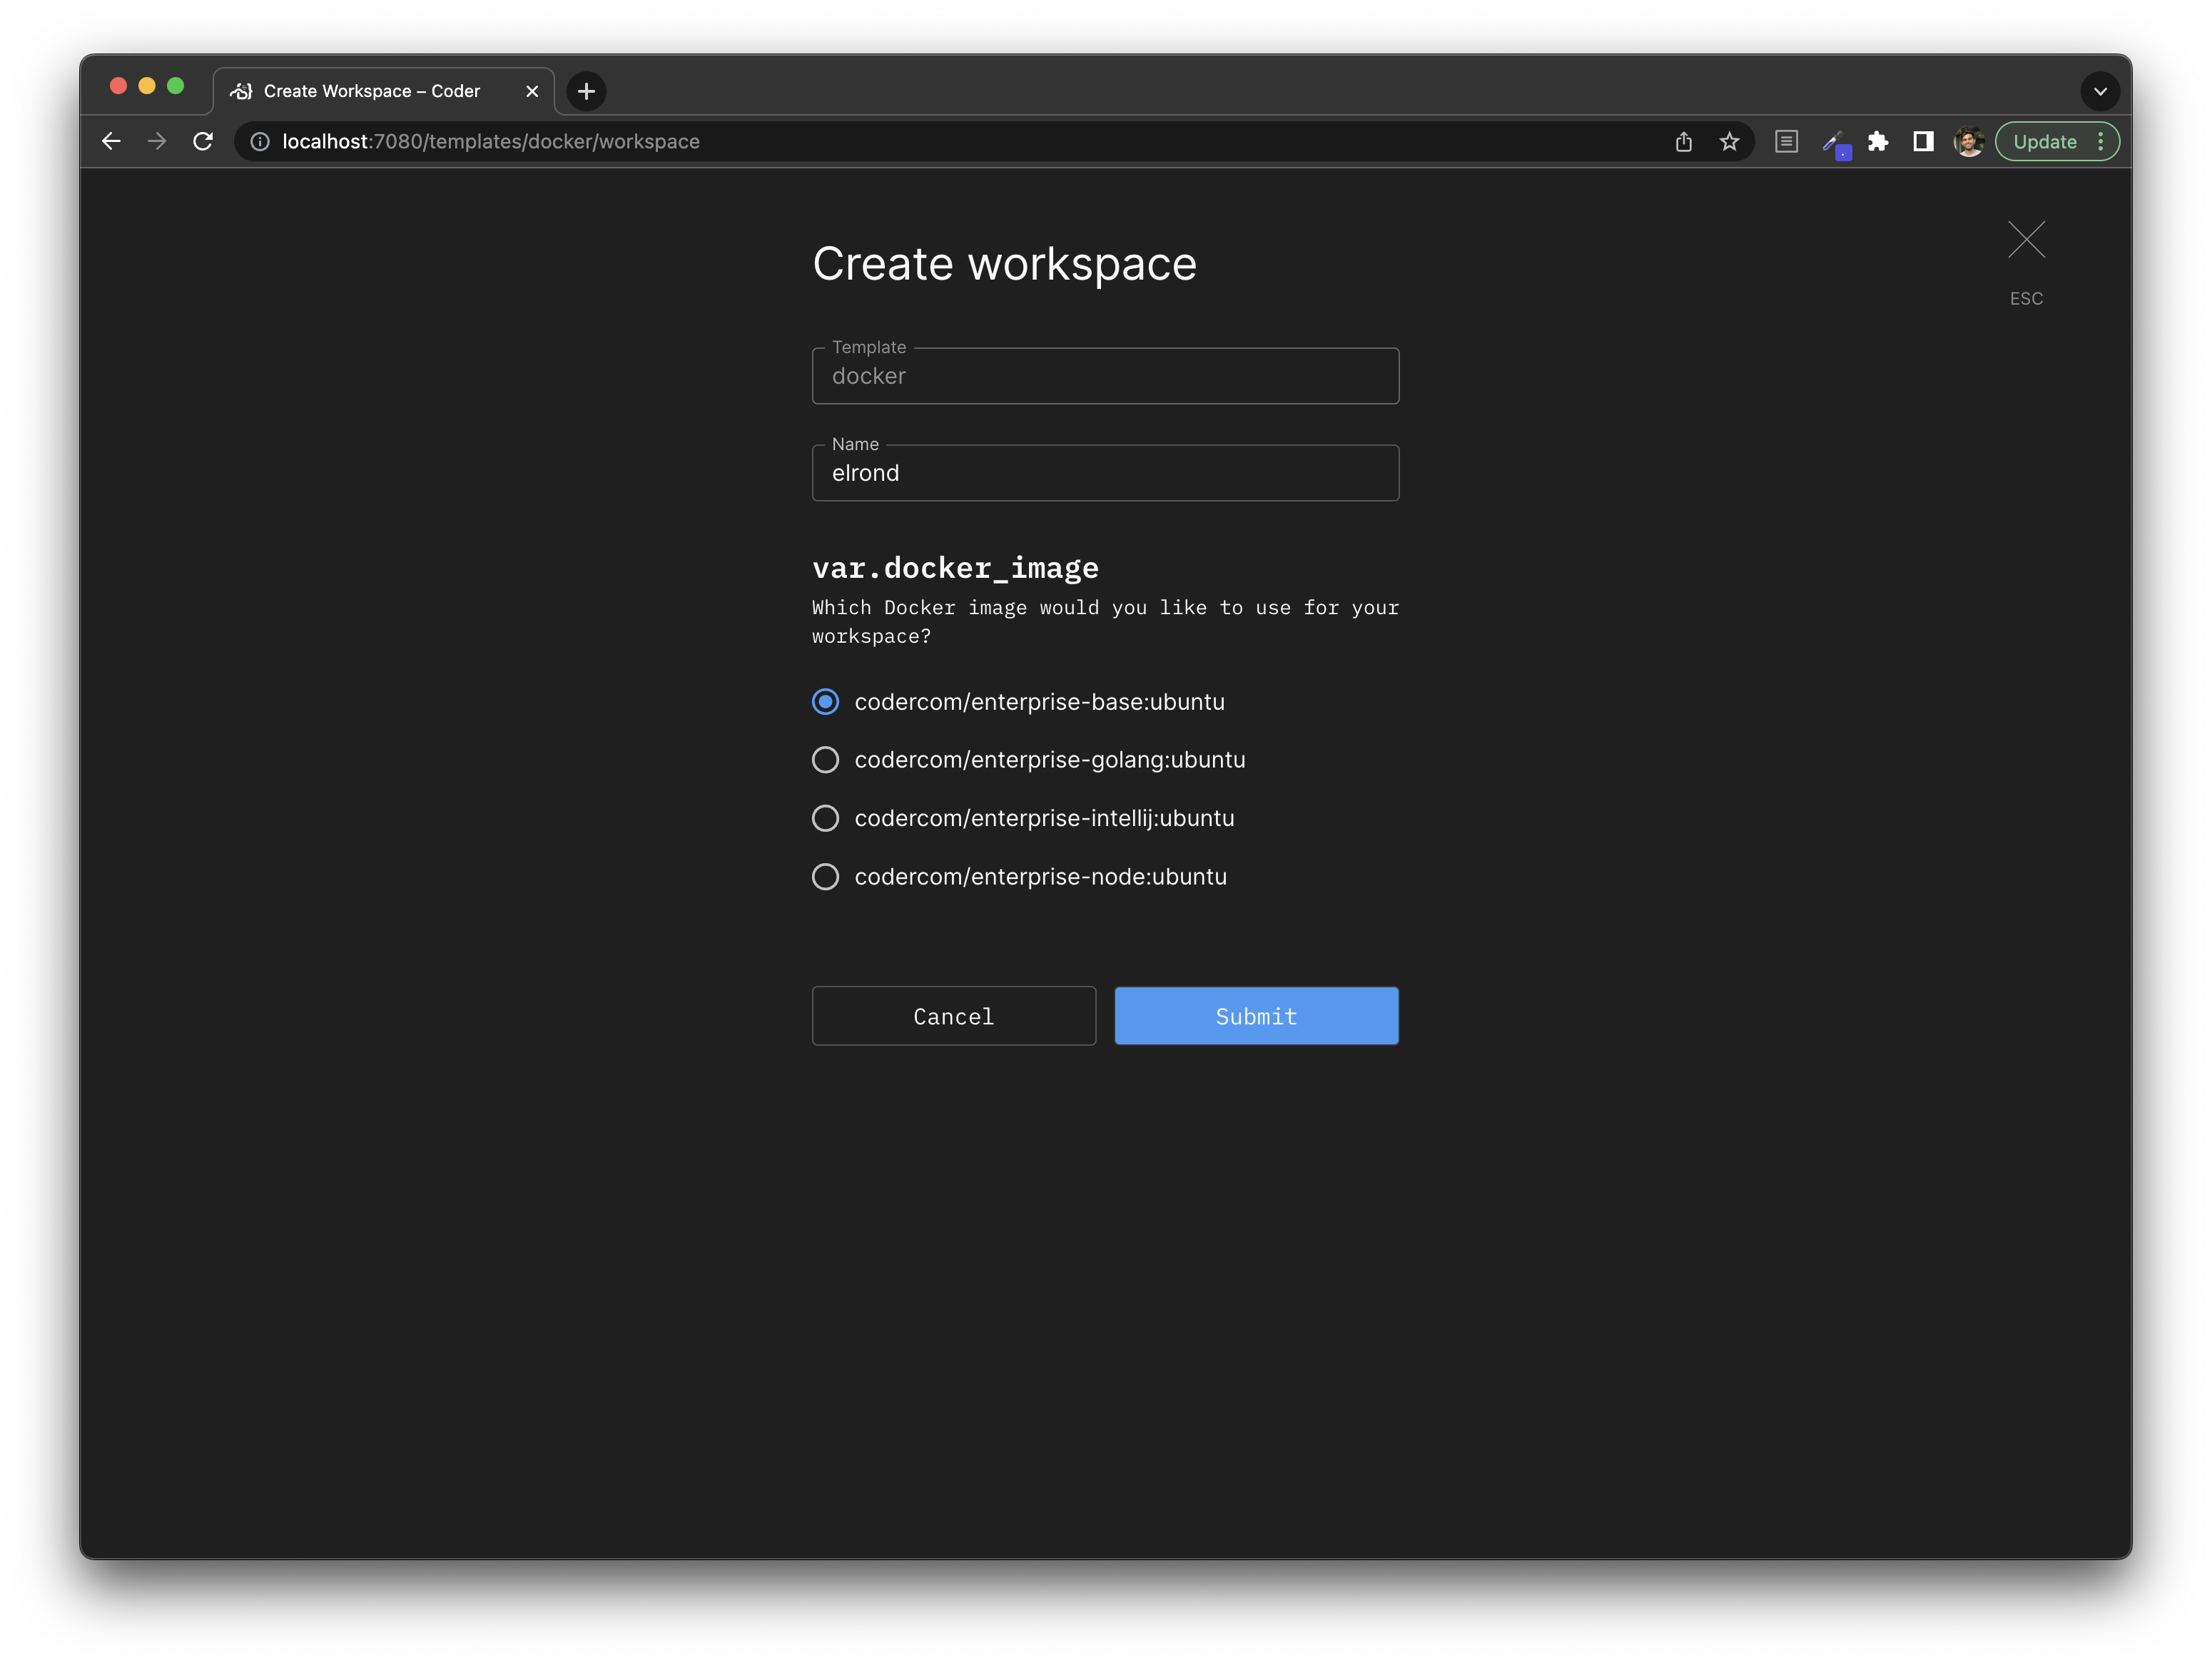 Create Workspace – Coder
localhost:7080/templates/docker/workspace
Update
Create workspace
ESC
Template
docker
Name
elrond
var.docker_image
Which Docker image would you like to use for your
workspace?
codercom/enterprise-base:ubuntu
codercom/enterprise-golang:ubuntu
codercom/enterprise-intellij:ubuntu
codercom/enterprise-node:ubuntu
Cancel
Submit